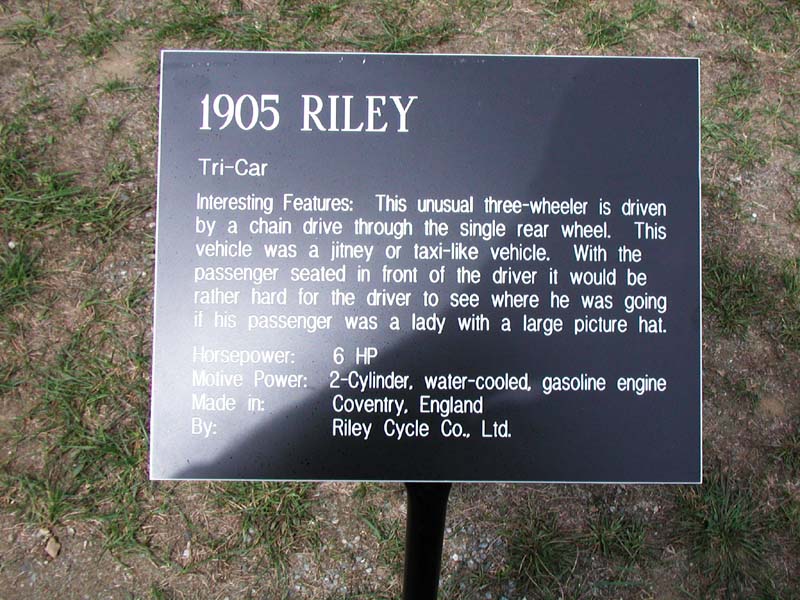 1905 RILEY
Tri-Car
Interesting Features: This unusual three-wheeler is driven
by a chain drive through the single rear wheel. This
vehicle was a jitney or taxi-like vehicle. With the
passenger seated in front of the driver it would be
rather hard for the driver to see where he was going
if his passenger was a lady with a large picture hat.
Horsepower: 6 HP
Motive Power: 2-Cylinder, water-cooled, gasoline engine
Made in: Coventry, England
By: Riley Cycle Co., Ltd.